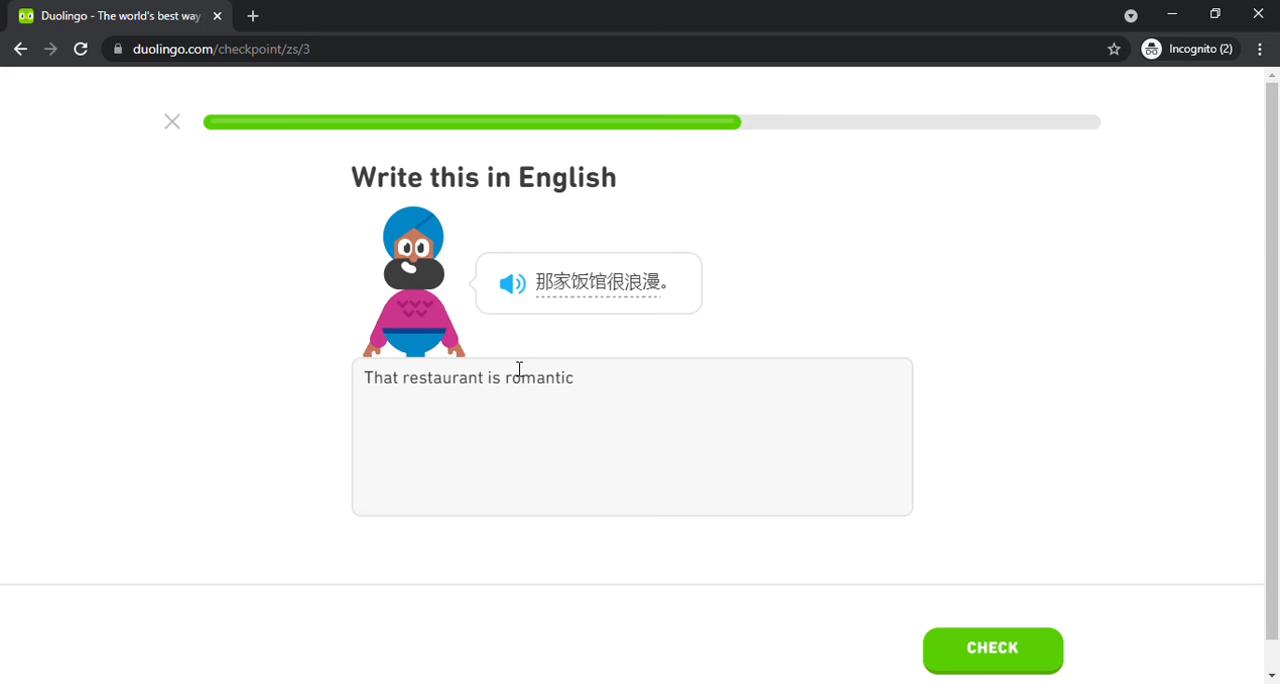 Duolingo - The world's best way
duolingo.com/checkpoint/zs/3
Incognito (2)
Write this in English
那家饭馆很浪漫。
That restaurant is romantic
CHECK